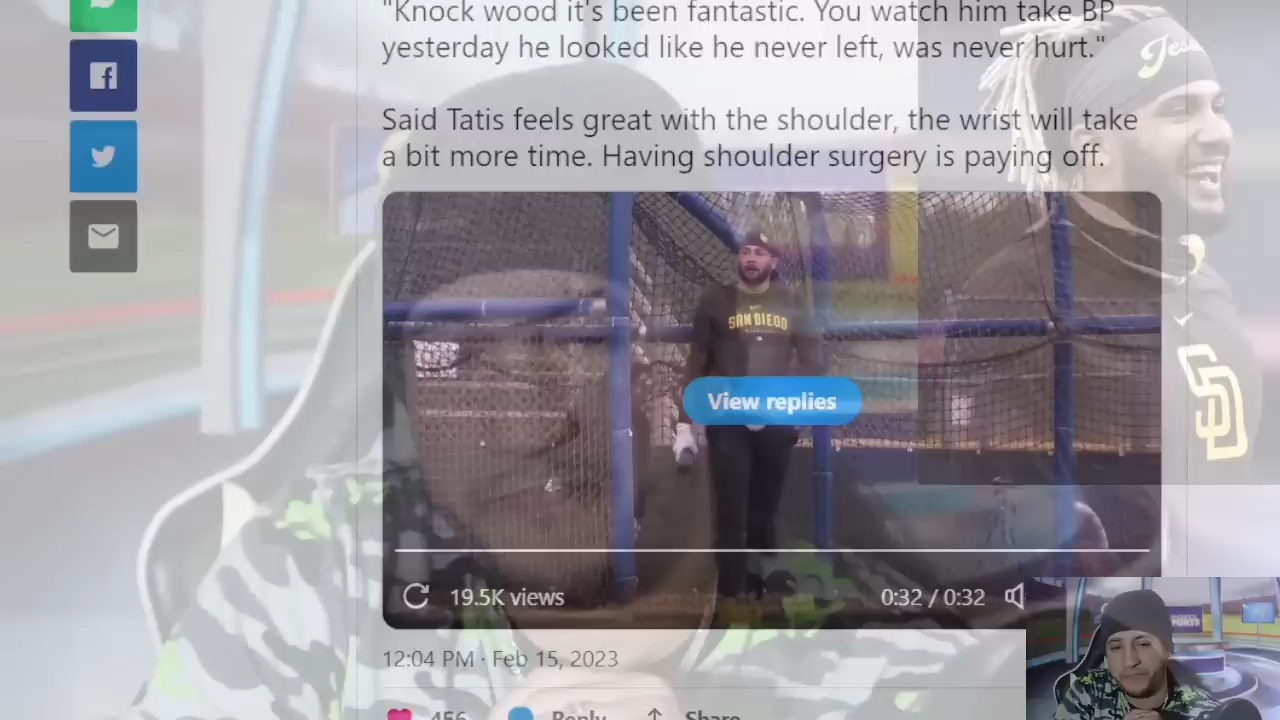 "Knock wood it's been fantastic. You watch him take BP
yesterday he looked like he never left, was never hurt."
Said Tatis feels great with the shoulder, the wrist will take
a bit more time. Having shoulder surgery is paying off.
SAN DIEGO
View replies
SD
19.5K views
0:32 / 0:32
12:04 PM · Feb 15, 2023
456
Reply
Share